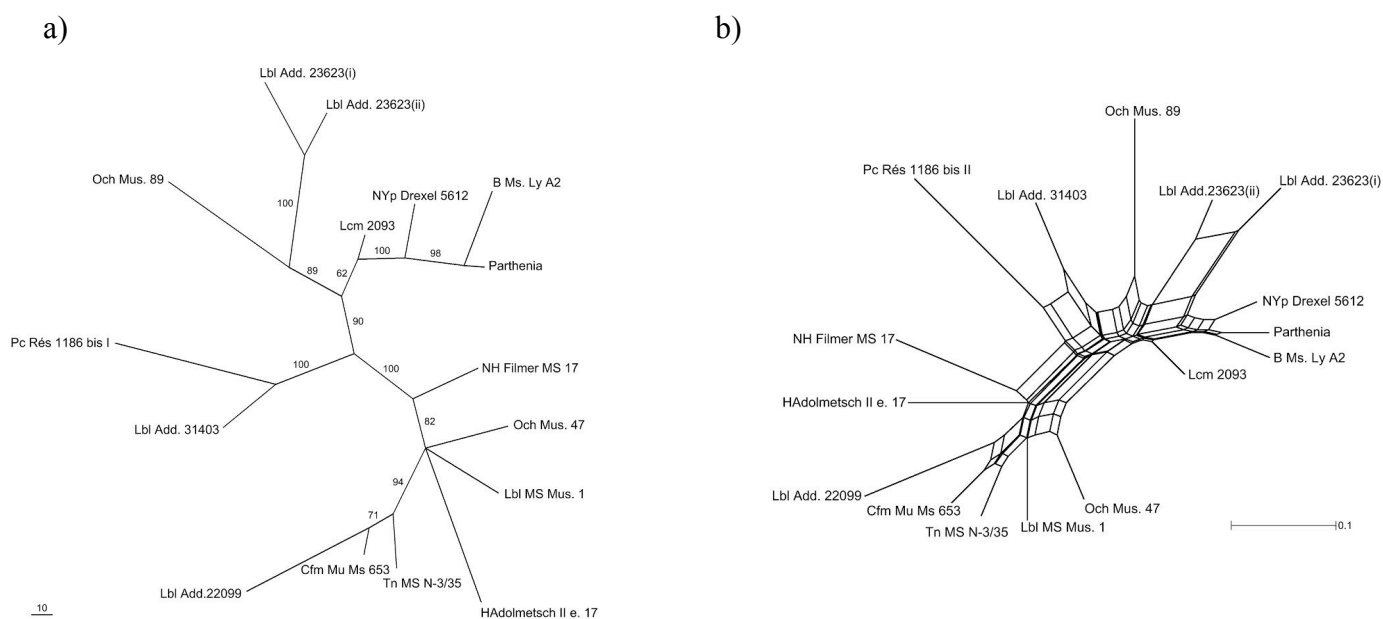 a)
Lbl Add. 23623(i)
Lbl Add. 23623(ii)
Och Mus. 89
B Ms. Ly A2
NYp Drexel 5612
100
Lcm 2093
100
98
Parthenia
89
62
90
Pc Rés 1186 bis I
100
100
NH Filmer MS 17
82
Lbl Add. 31403
Och Mus. 47
94
Lbl MS Mus. 1
71
Cfm Mu Ms 653
Tn MS N-3/35
Lbl Add.22099
HAdolmetsch II e. 17
10
b)
Och Mus. 89
Pc Rés 1186 bis II
Lbl Add. 31403
Lbl Add.23623(ii)
Lbl Add. 23623(i)
NYp Drexel 5612
Parthenia
B Ms. Ly A2
NH Filmer MS 17
Lcm 2093
HAdolmetsch II e. 17
Lbl Add. 22099
Cfm Mu Ms 653
Tn MS N-3/35
Lbl MS Mus. 1
Och Mus. 47
0.1